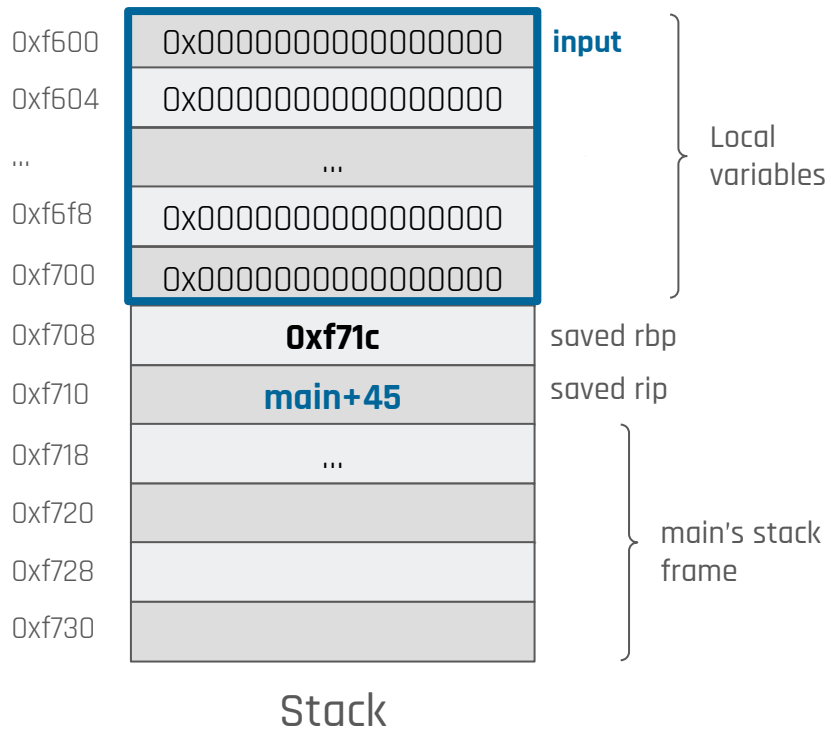 0xf600 0x0000000000000000 input
0xf604 0x0000000000000000
... ...
0xf6f8 0x0000000000000000
0xf700 0x0000000000000000
Local
variables
0xf708 0xf71c saved rbp
0xf710 main+45 saved rip
0xf718 ...
0xf720
0xf728
0xf730
main's stack
frame
Stack